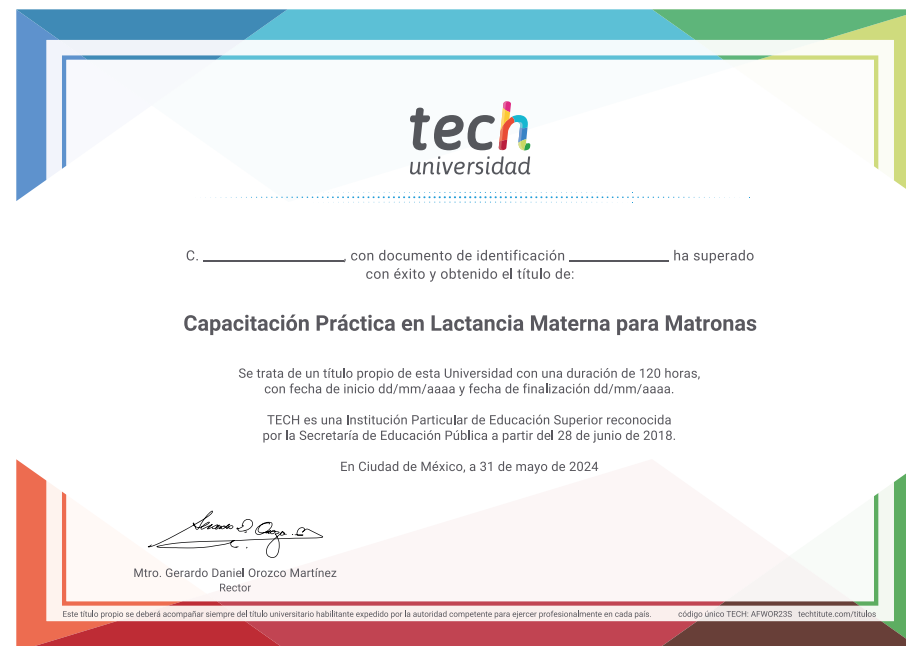 tech
universidad
C. ____________, con documento de identificación ____________ ha superado
con éxito y obtenido el título de:
Capacitación Práctica en Lactancia Materna para Matronas
Se trata de un título propio de esta Universidad con una duración de 120 horas,
con fecha de inicio dd/mm/aaaa y fecha de finalización dd/mm/aaaa.
TECH es una Institución Particular de Educación Superior reconocida
por la Secretaría de Educación Pública a partir del 28 de junio de 2018.
En Ciudad de México, a 31 de mayo de 2024
Mtro. Gerardo Daniel Orozco Martínez
Rector
Este título propio se deberá acompañar siempre del título universitario habilitante expedido por la autoridad competente para ejercer profesionalmente en cada país. código único TECH: AFWOR23S techtitute.com/titulos